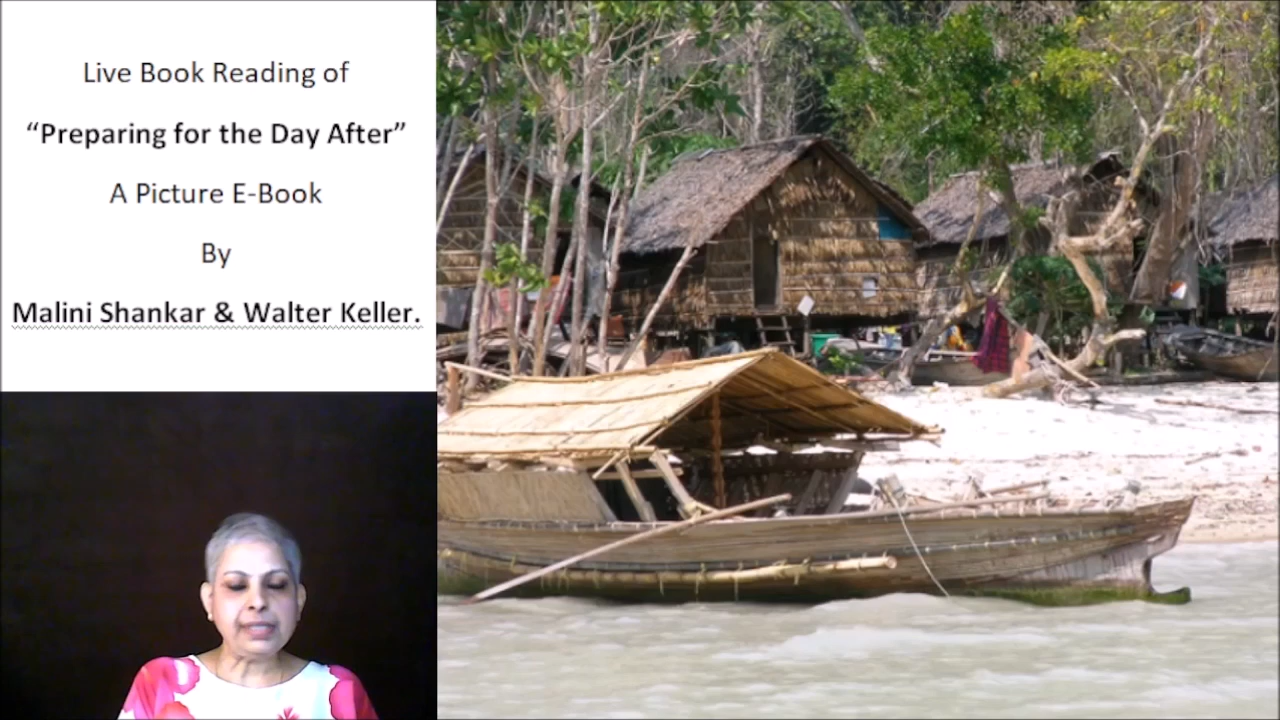 Live Book Reading of
“Preparing for the Day After”
A Picture E-Book
By
Malini Shankar & Walter Keller.